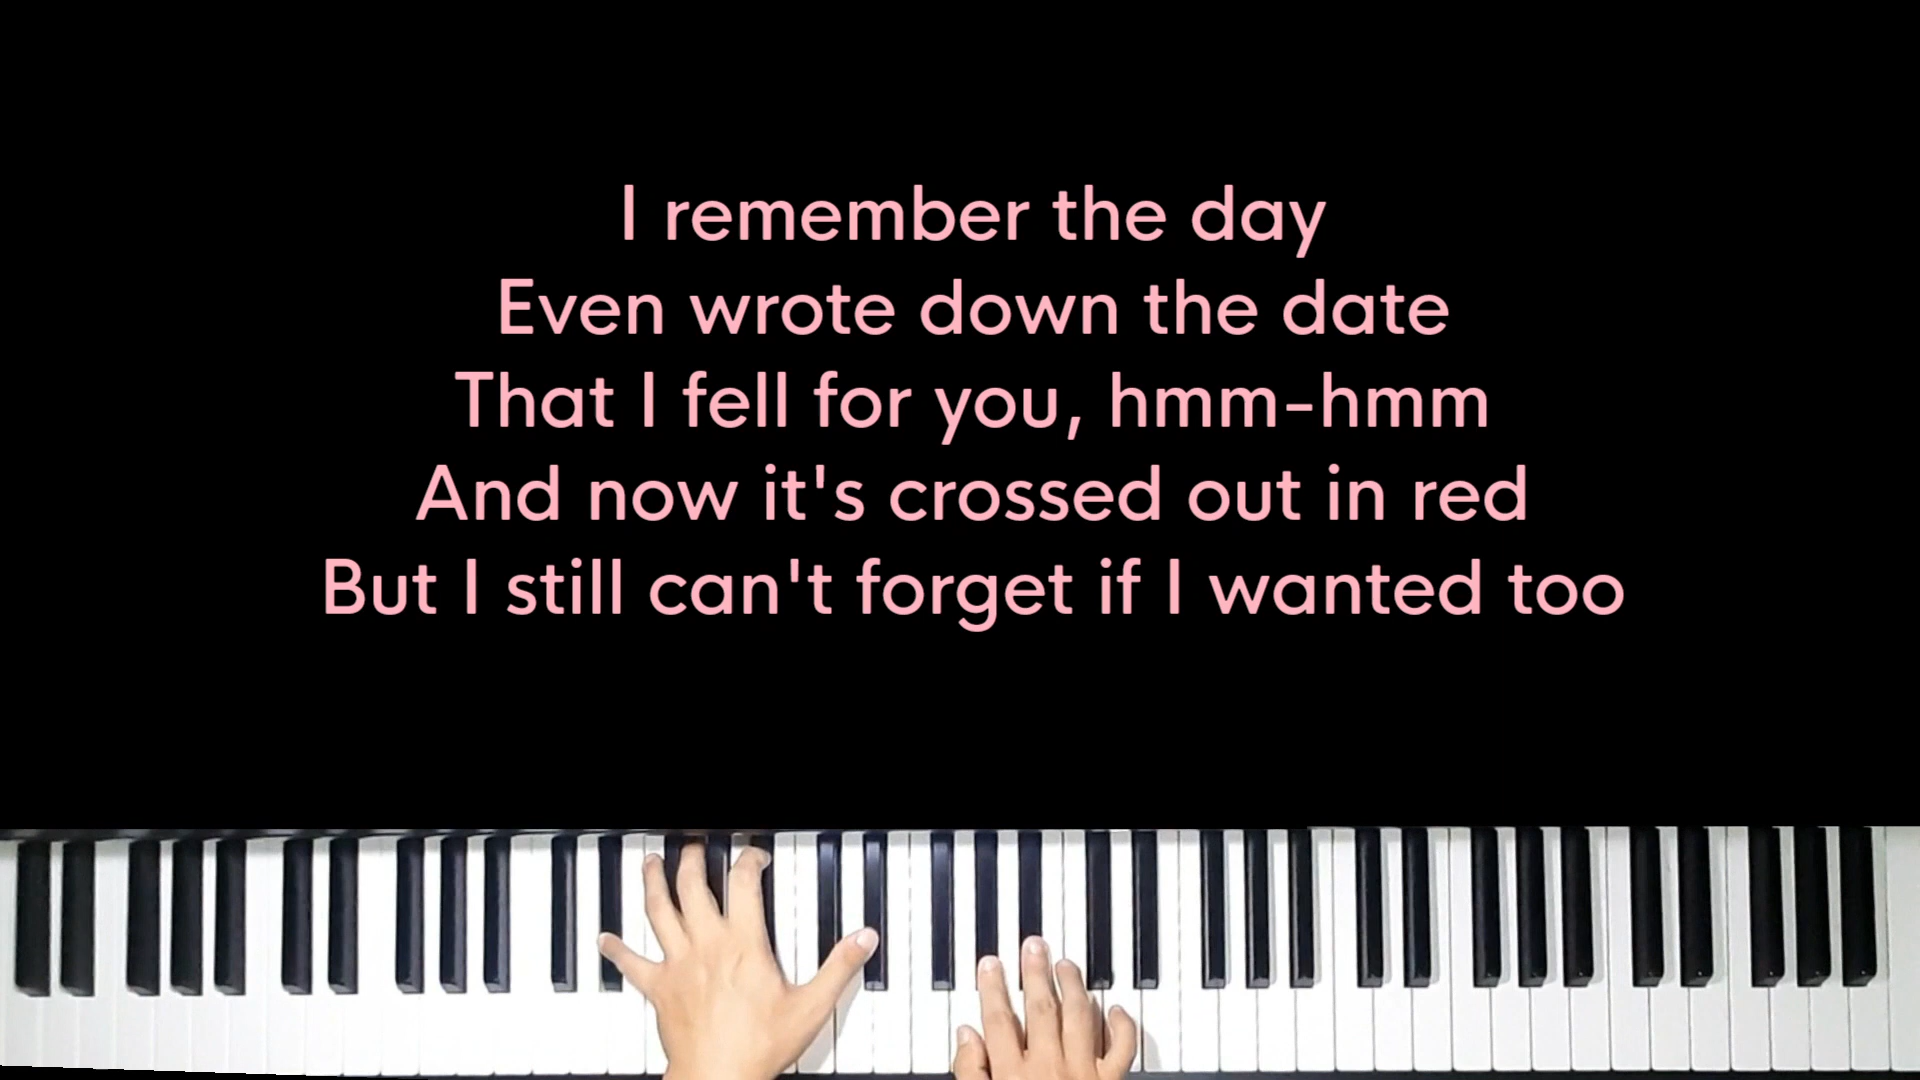 I remember the day
Even wrote down the date
That I fell for you, hmm-hmm
And now it's crossed out in red
But I still can't forget if I wanted too